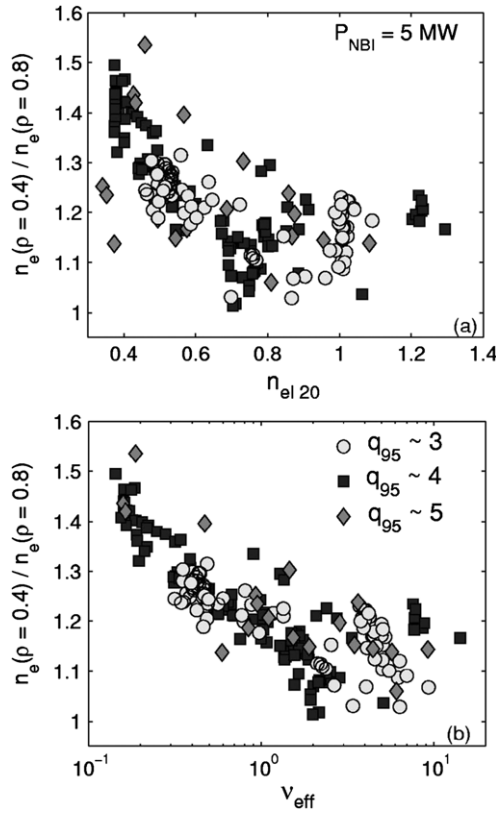 P_NBI = 5 MW
n_e(ρ = 0.4) / n_e(ρ = 0.8)
1.6
1.5
1.4
1.3
1.2
1.1
1
(a)
0.4 0.6 0.8 1 1.2 1.4
n_el 20
n_e(ρ = 0.4) / n_e(ρ = 0.8)
1.6
1.5
1.4
1.3
1.2
1.1
1
q_95 ~ 3
q_95 ~ 4
q_95 ~ 5
(b)
10^-1 10^0 10^1
ν_eff